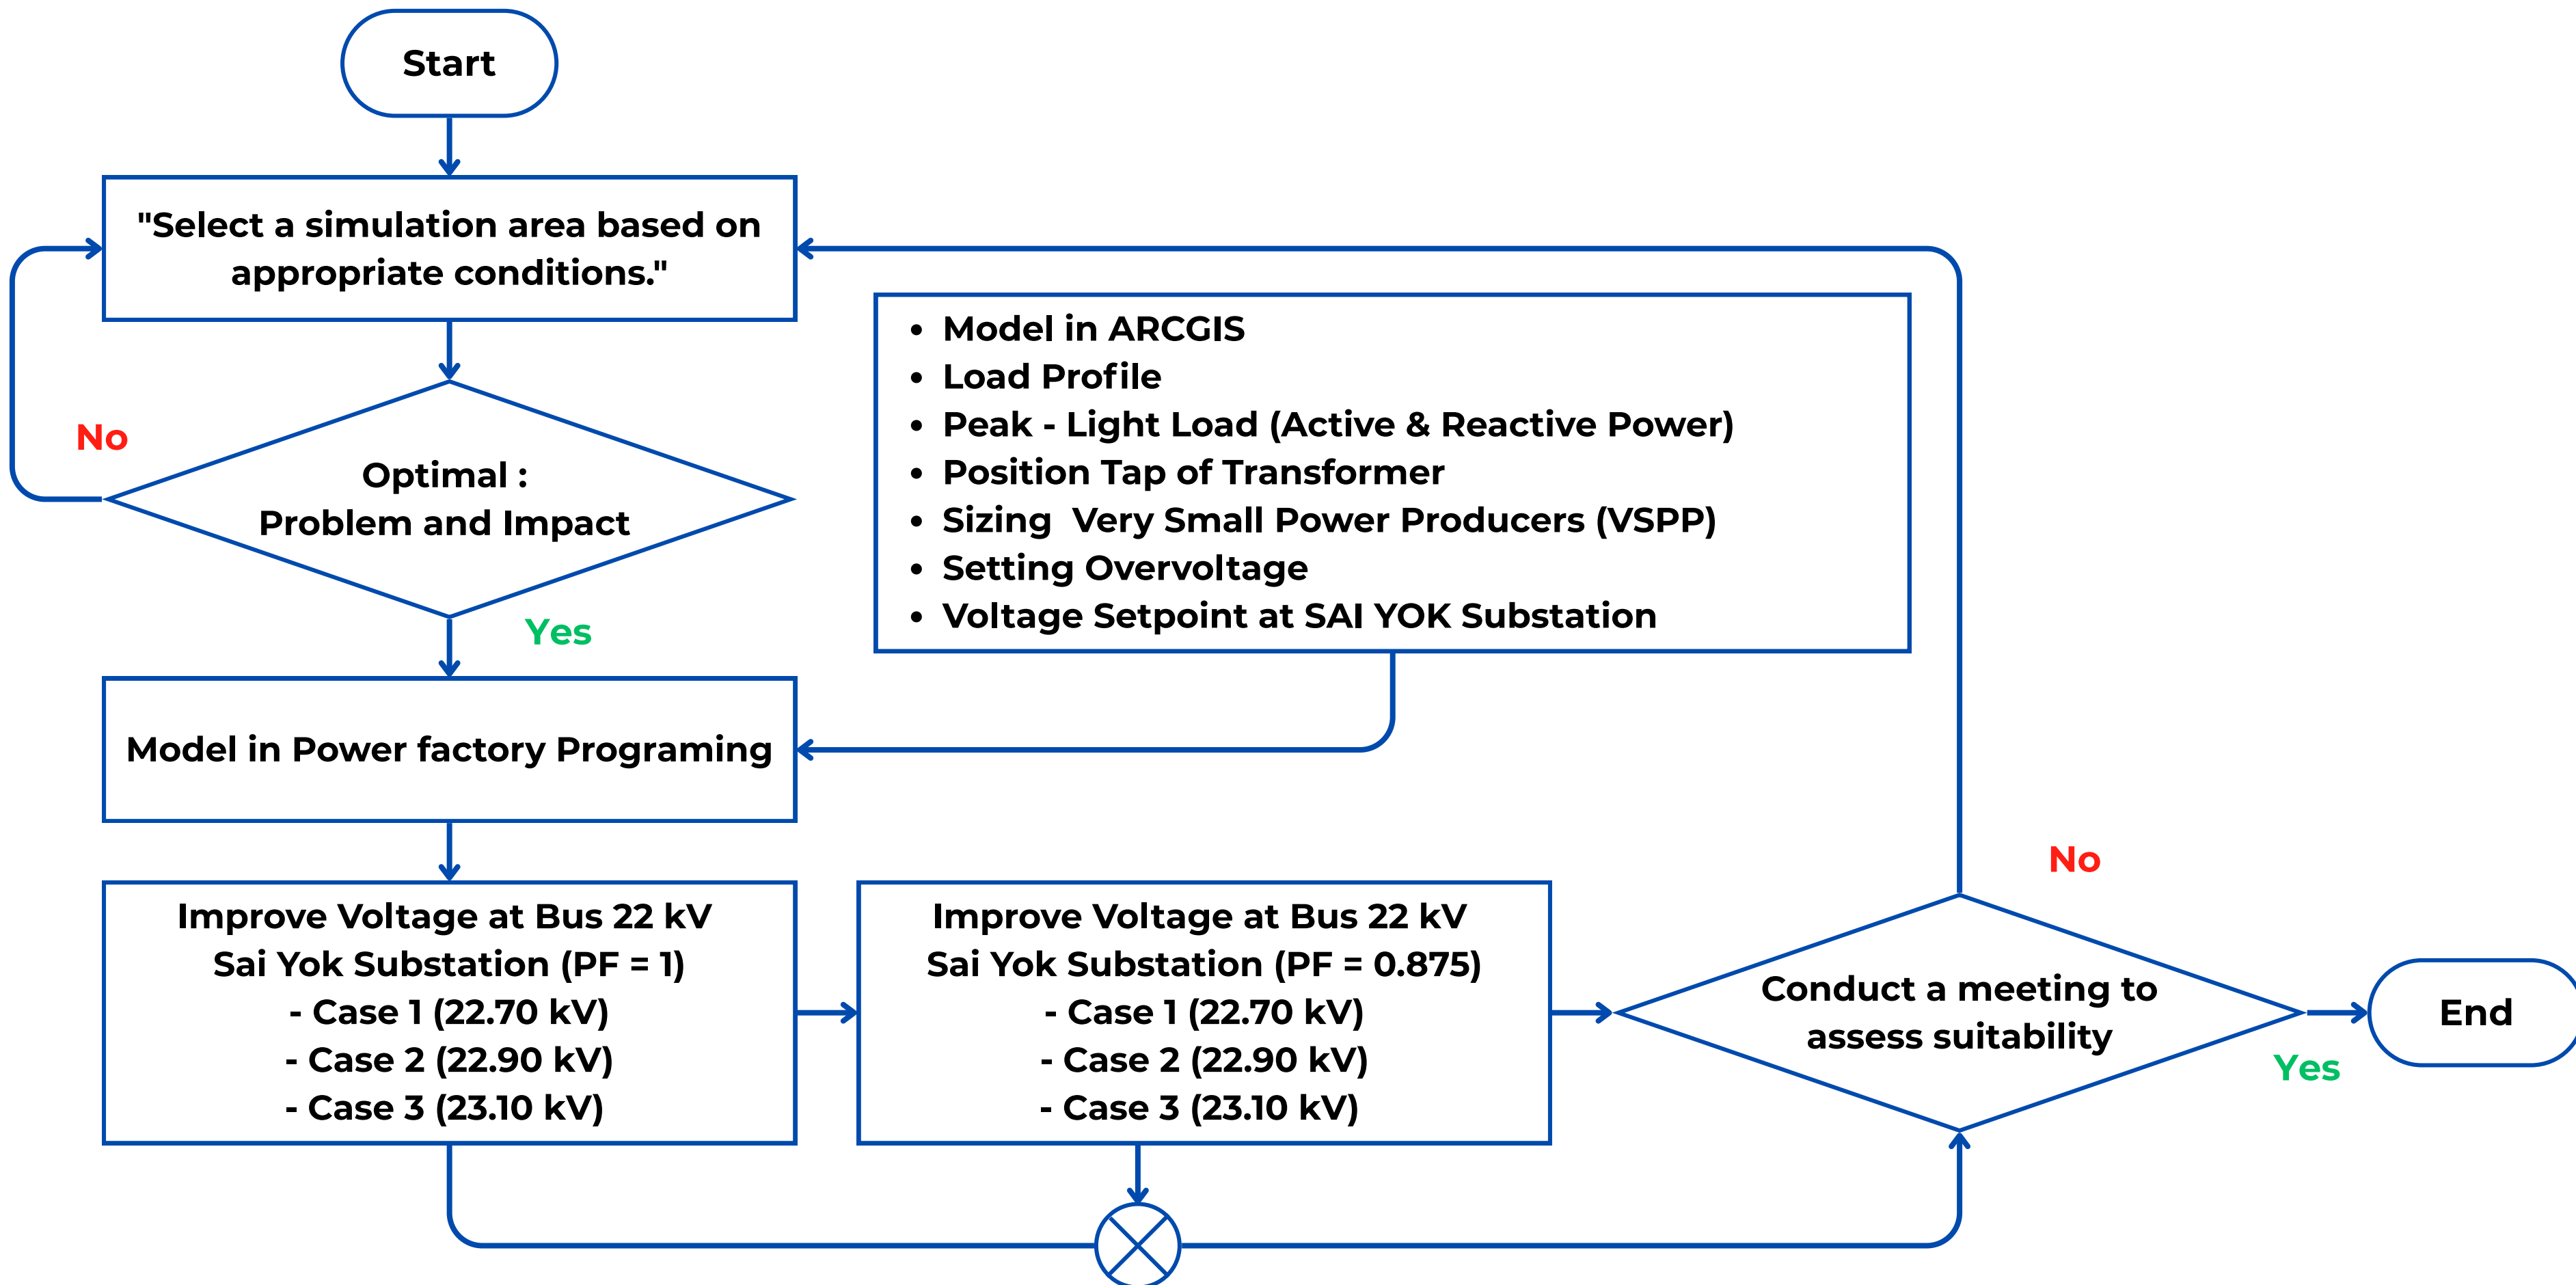 Start
"Select a simulation area based on
appropriate conditions."
No
Optimal :
Problem and Impact
Yes
• Model in ARCGIS
• Load Profile
• Peak - Light Load (Active & Reactive Power)
• Position Tap of Transformer
• Sizing  Very Small Power Producers (VSPP)
• Setting Overvoltage
• Voltage Setpoint at SAI YOK Substation
Model in Power factory Programing
Improve Voltage at Bus 22 kV
Sai Yok Substation (PF = 1)
- Case 1 (22.70 kV)
- Case 2 (22.90 kV)
- Case 3 (23.10 kV)
Improve Voltage at Bus 22 kV
Sai Yok Substation (PF = 0.875)
- Case 1 (22.70 kV)
- Case 2 (22.90 kV)
- Case 3 (23.10 kV)
No
Conduct a meeting to
assess suitability
Yes
End